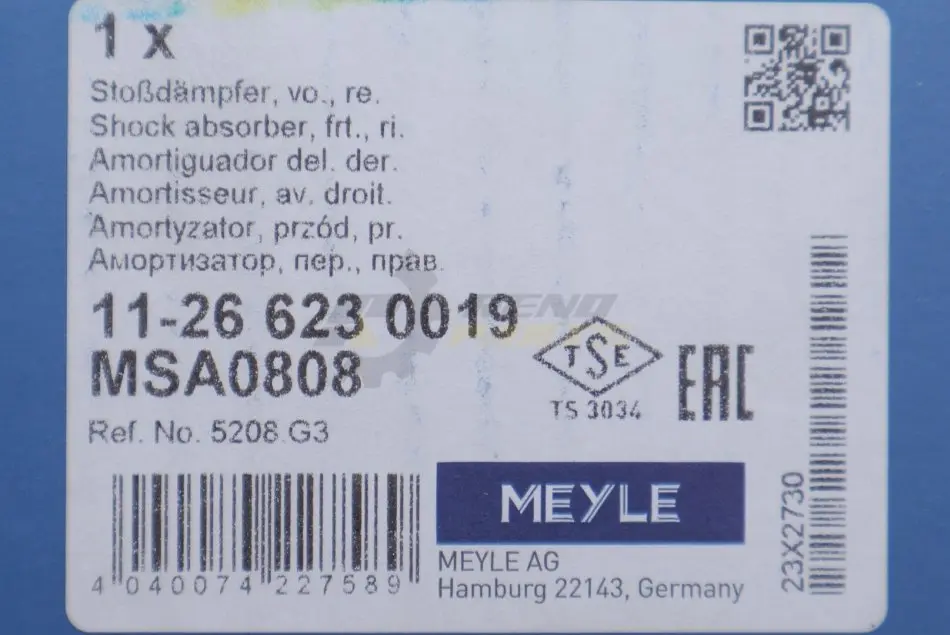 1 x
Stoßdämpfer, vo., re.
Shock absorber, frt., ri.
Amortiguador del. der.
Amortisseur, av. droit.
Amortyzator, przód, pr.
Амортизатор, пер., прав.
11-26 623 0019
MSA0808
Ref. No. 5208.G3
TSE
TS 3034
EAC
4 040074 227589
MEYLE
MEYLE AG
Hamburg 22143, Germany
23X2730